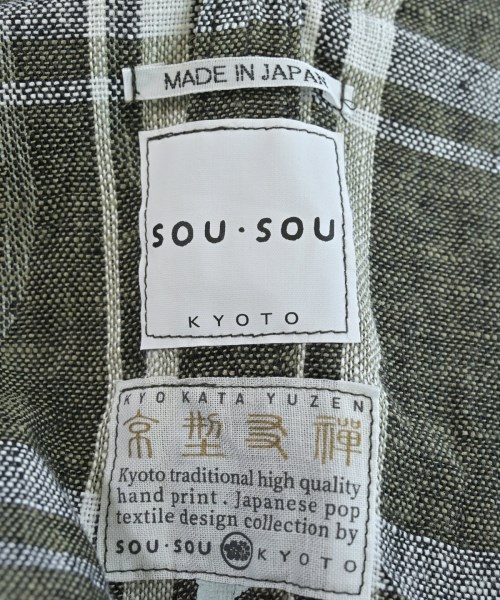 MADE IN JAPAN
SOU・SOU
KYOTO
KYO KATA YUZEN
京型友禅
Kyoto traditional high quality
hand print . Japanese pop
textile design collection by
SOU・SOU KYOTO